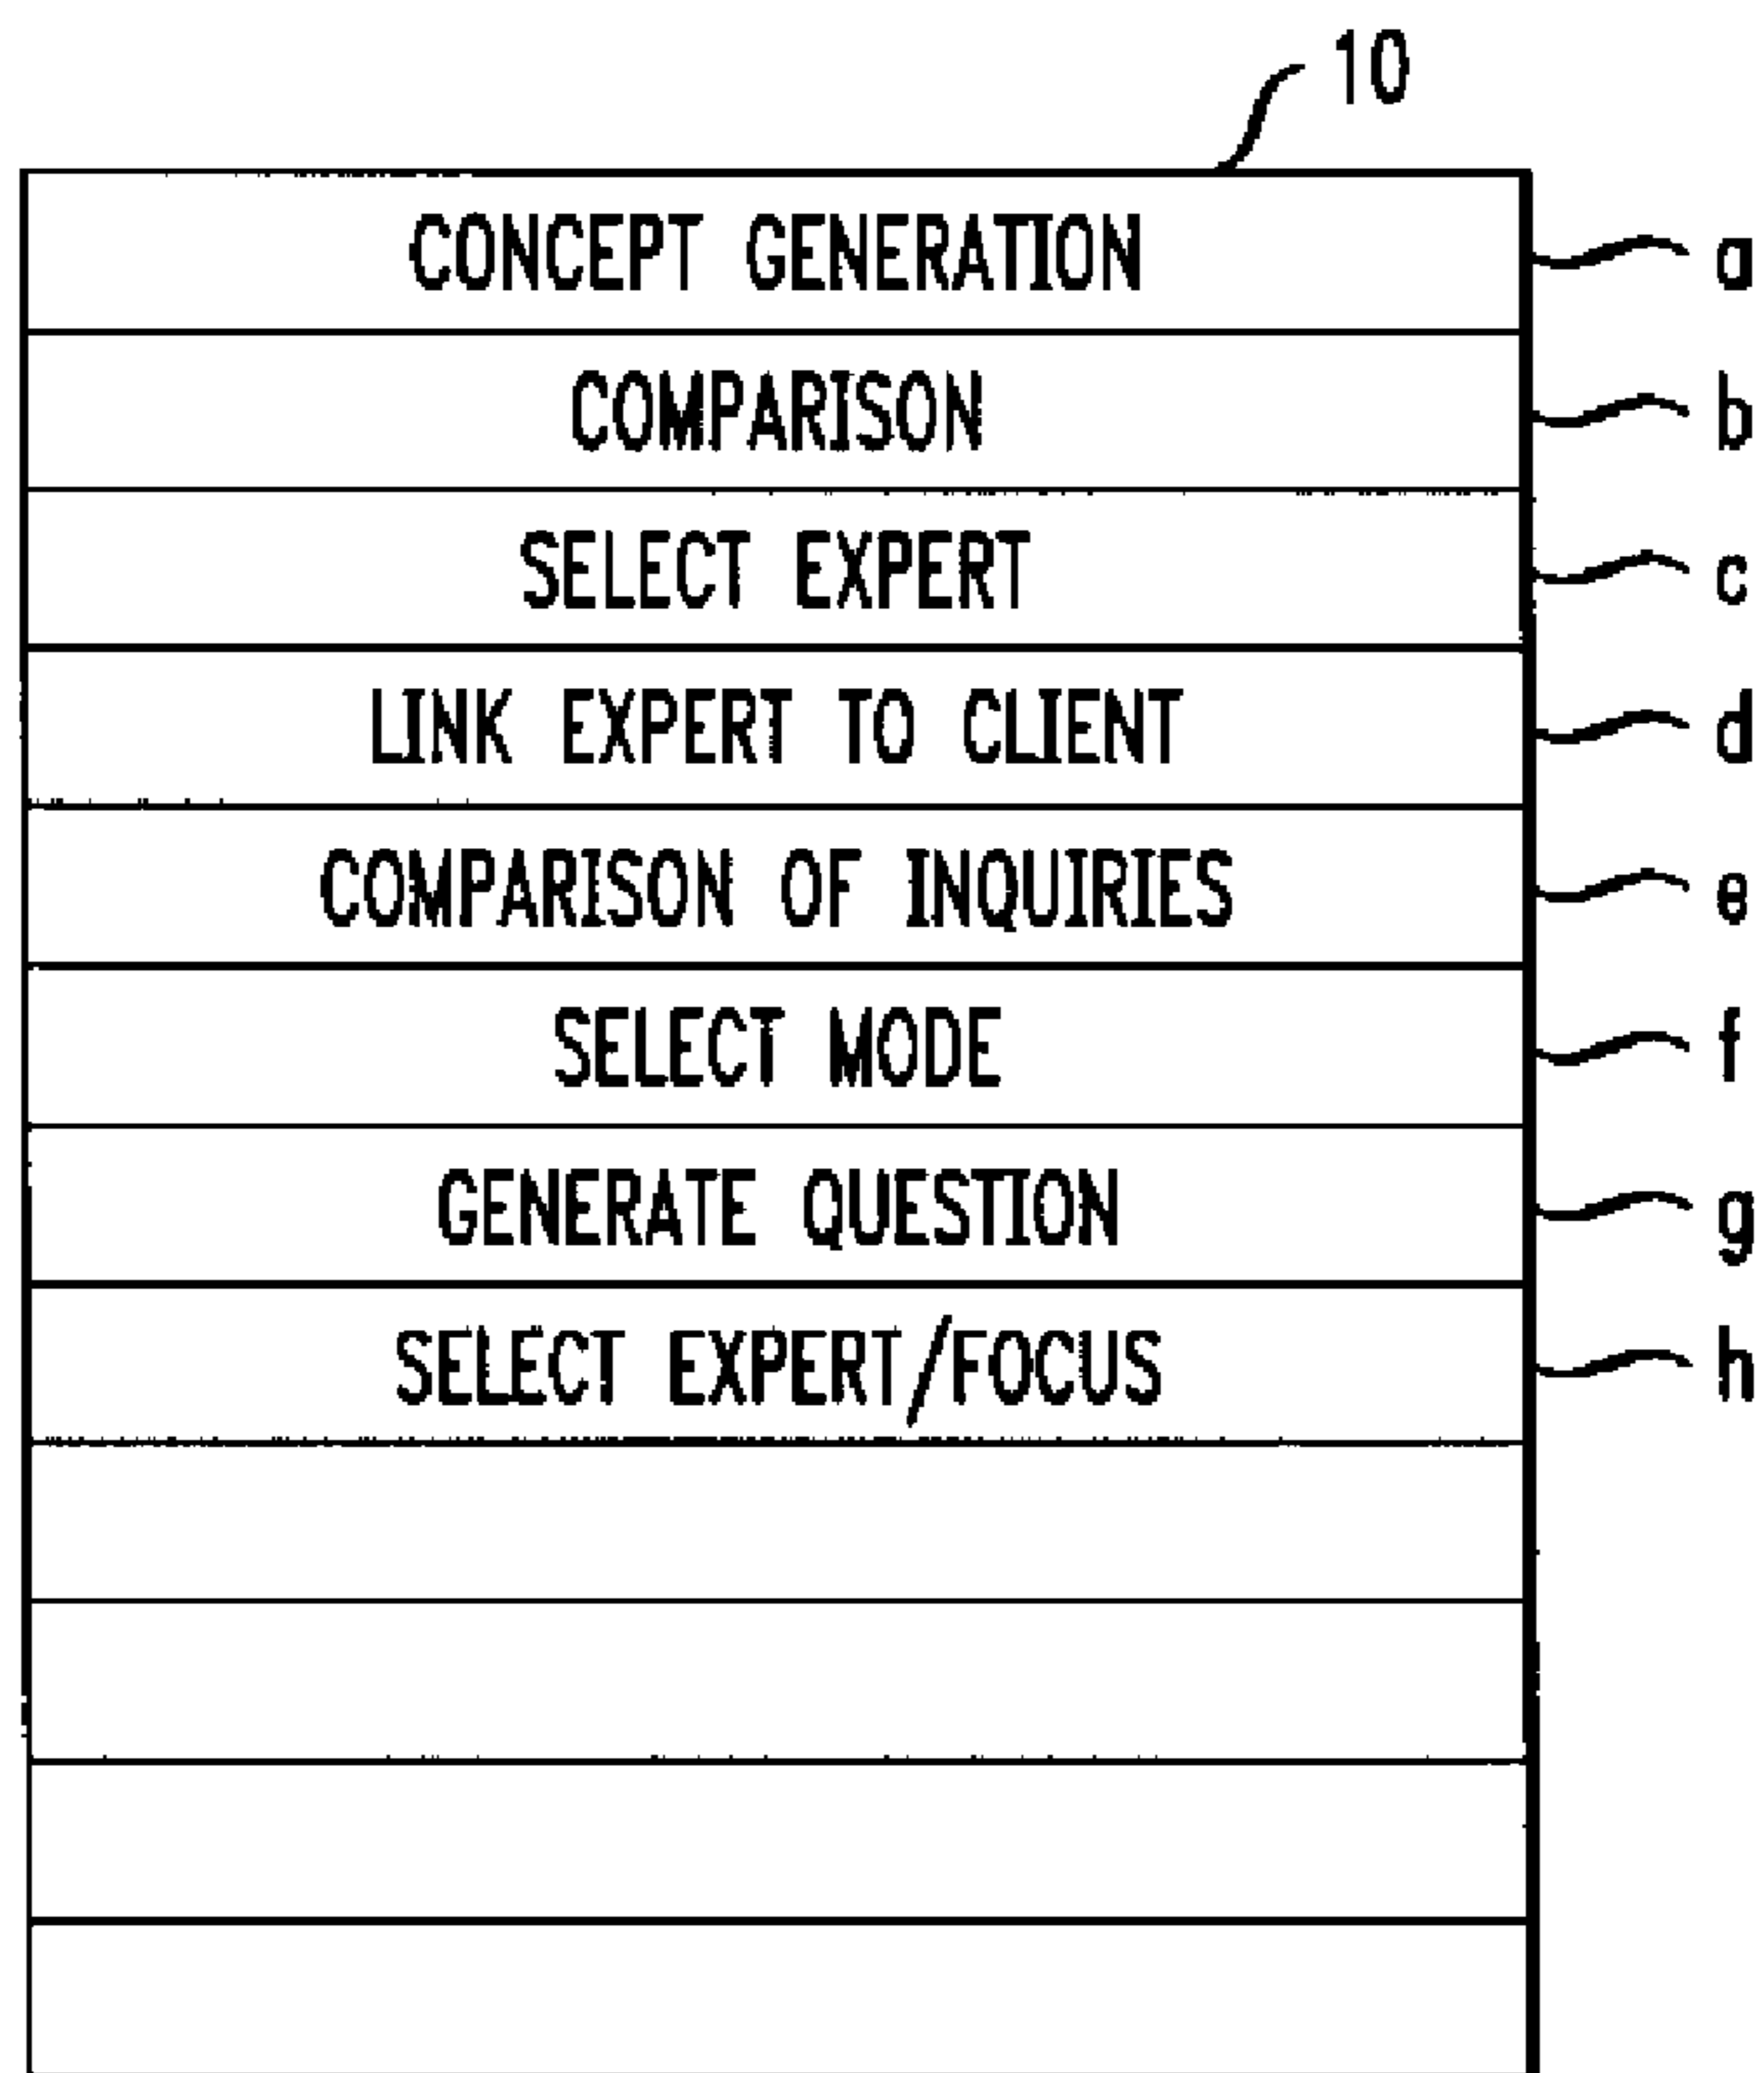 10
CONCEPT GENERATION a
COMPARISON b
SELECT EXPERT c
LINK EXPERT TO CLIENT d
COMPARISON OF INQUIRIES e
SELECT MODE f
GENERATE QUESTION g
SELECT EXPERT/FOCUS h